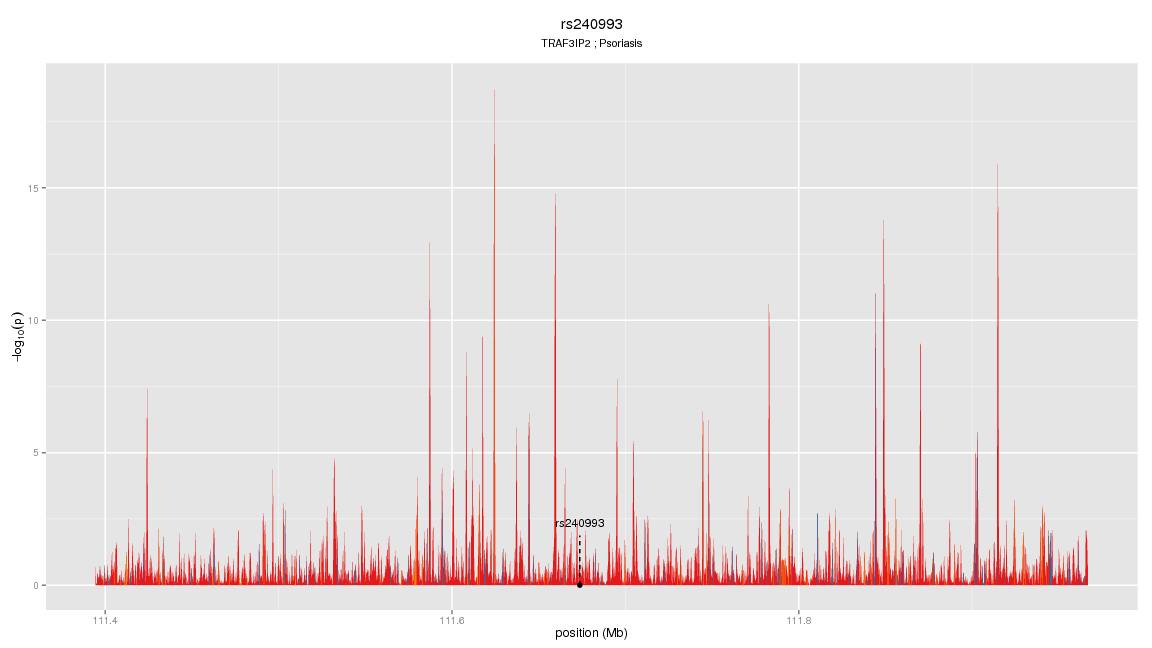 rs240993
TRAF3IP2 ; Psoriasis
−log10(p)
15
10
5
0
rs240993
111.4
111.6
111.8
position (Mb)